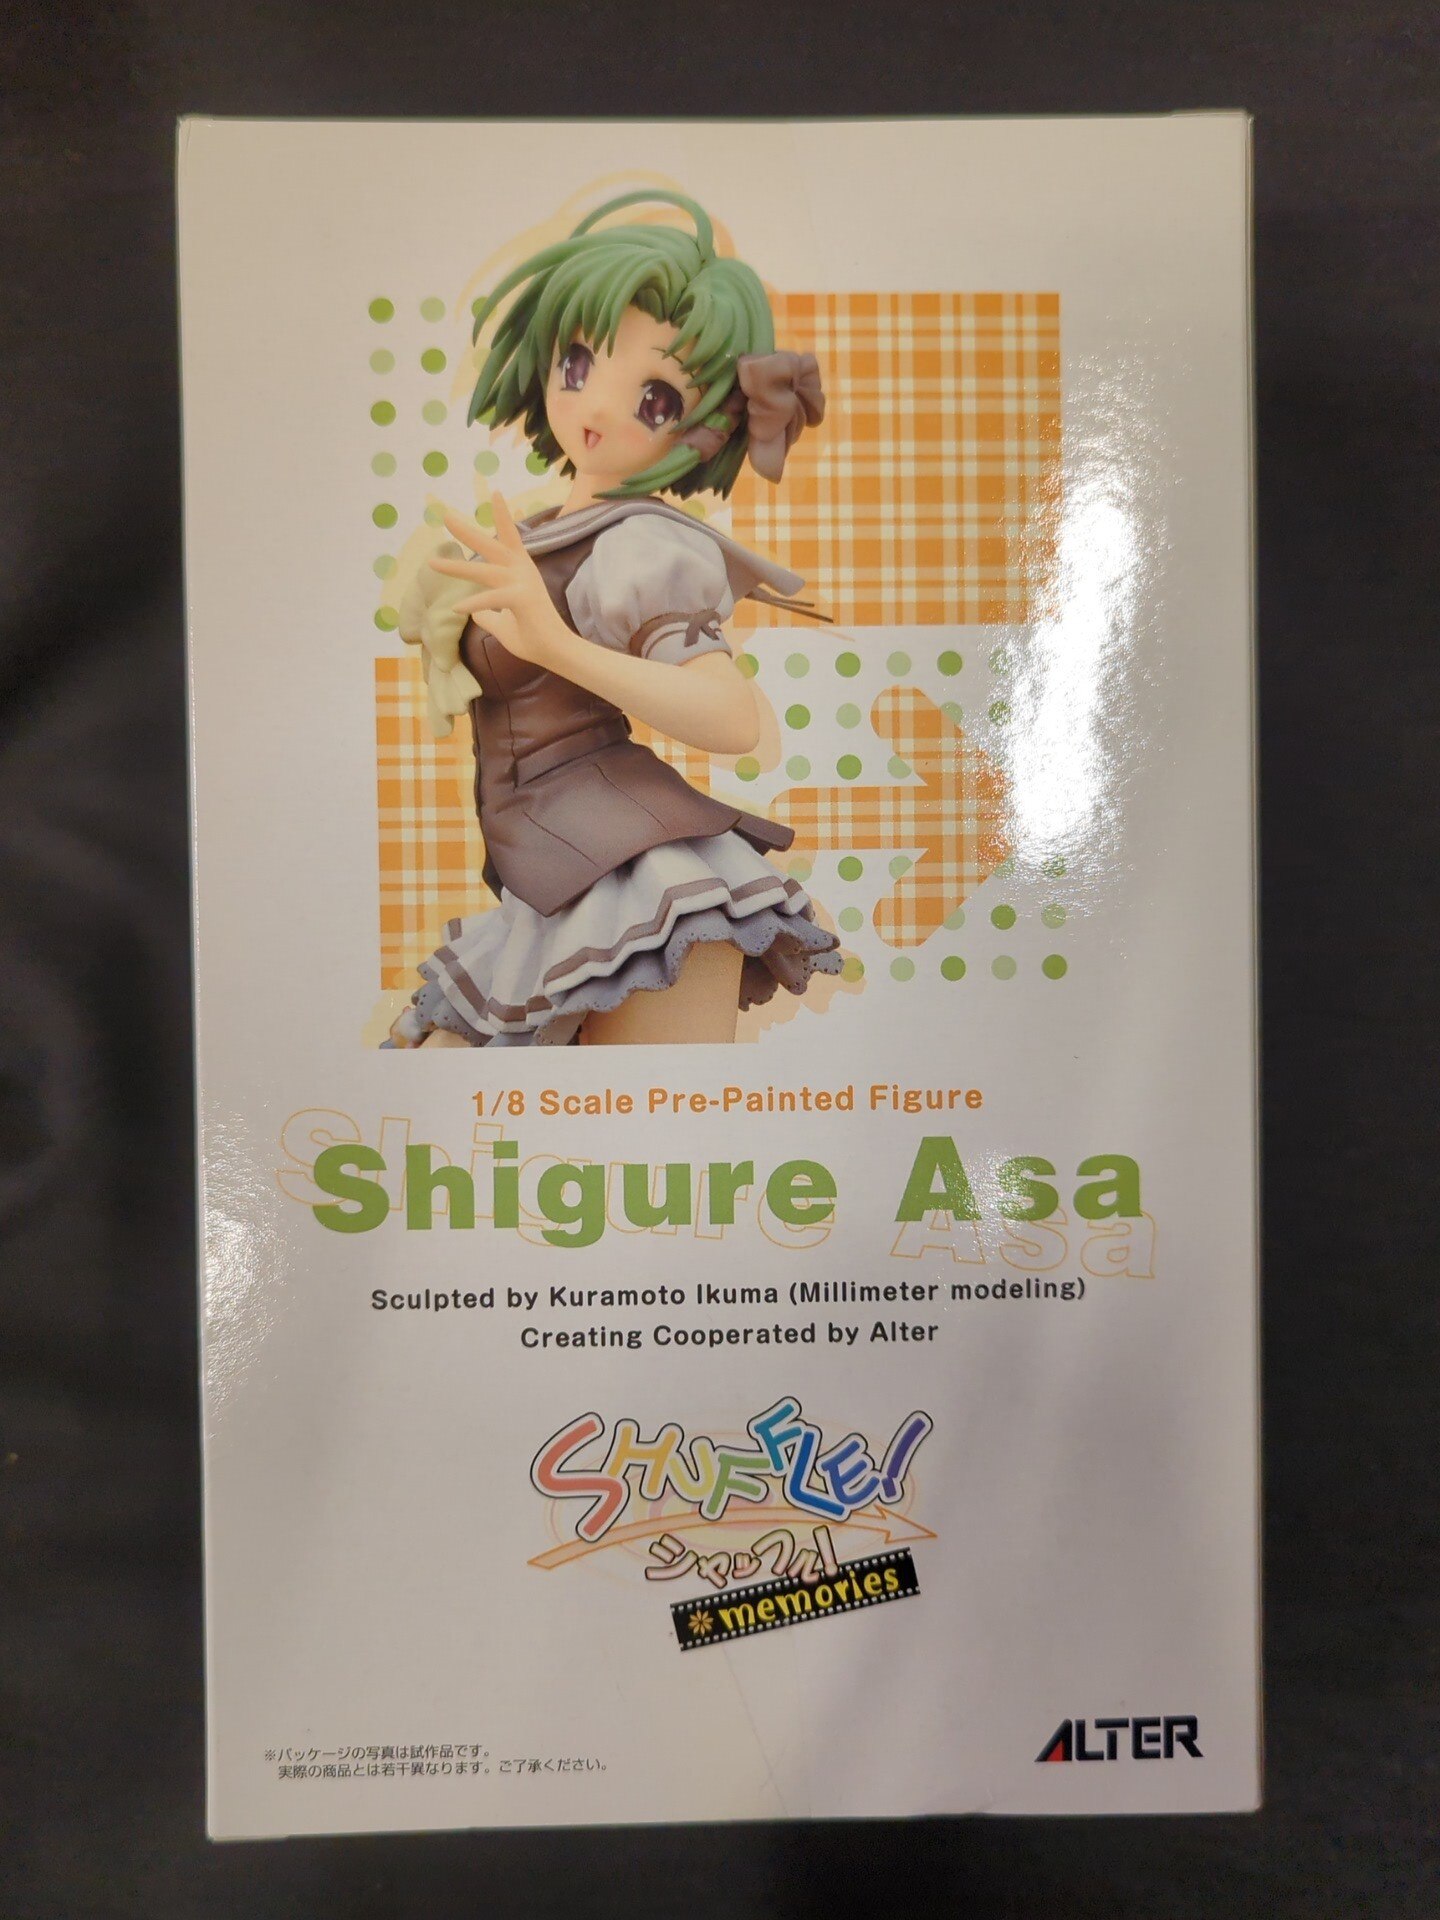 1/8 Scale Pre-Painted Figure
Shigure Asa
Sculpted by Kuramoto Ikuma (Millimeter modeling)
Creating Cooperated by Alter
SHUFFLE!
シャッフル!
memories
ALTER
※パッケージの写真は試作品です。
実際の商品とは若干異なります。ご了承ください。